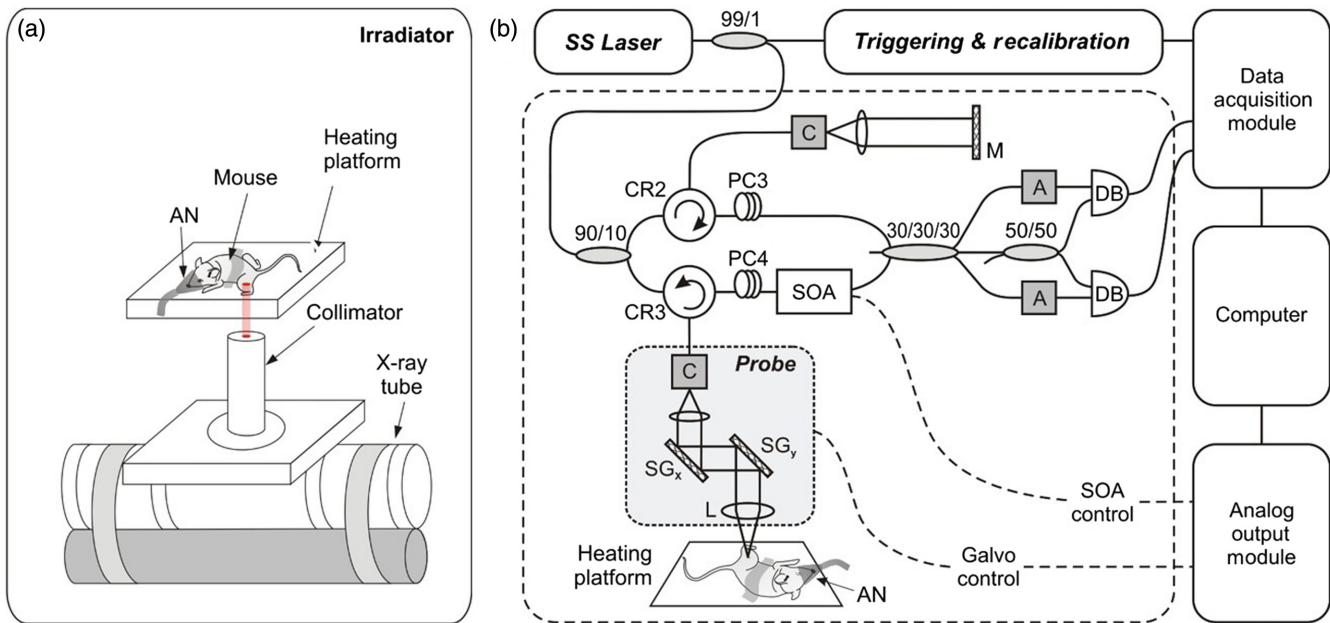 (a)
Irradiator
Heating
platform
Mouse
AN
Collimator
X-ray
tube
(b)
SS Laser
99/1
Triggering & recalibration
Data
acquisition
module
C
M
CR2
PC3
A
DB
90/10
30/30/30
50/50
PC4
SOA
CR3
A
DB
Computer
C
Probe
SGx
SGy
L
SOA
control
Analog
output
module
Heating
platform
Galvo
control
AN